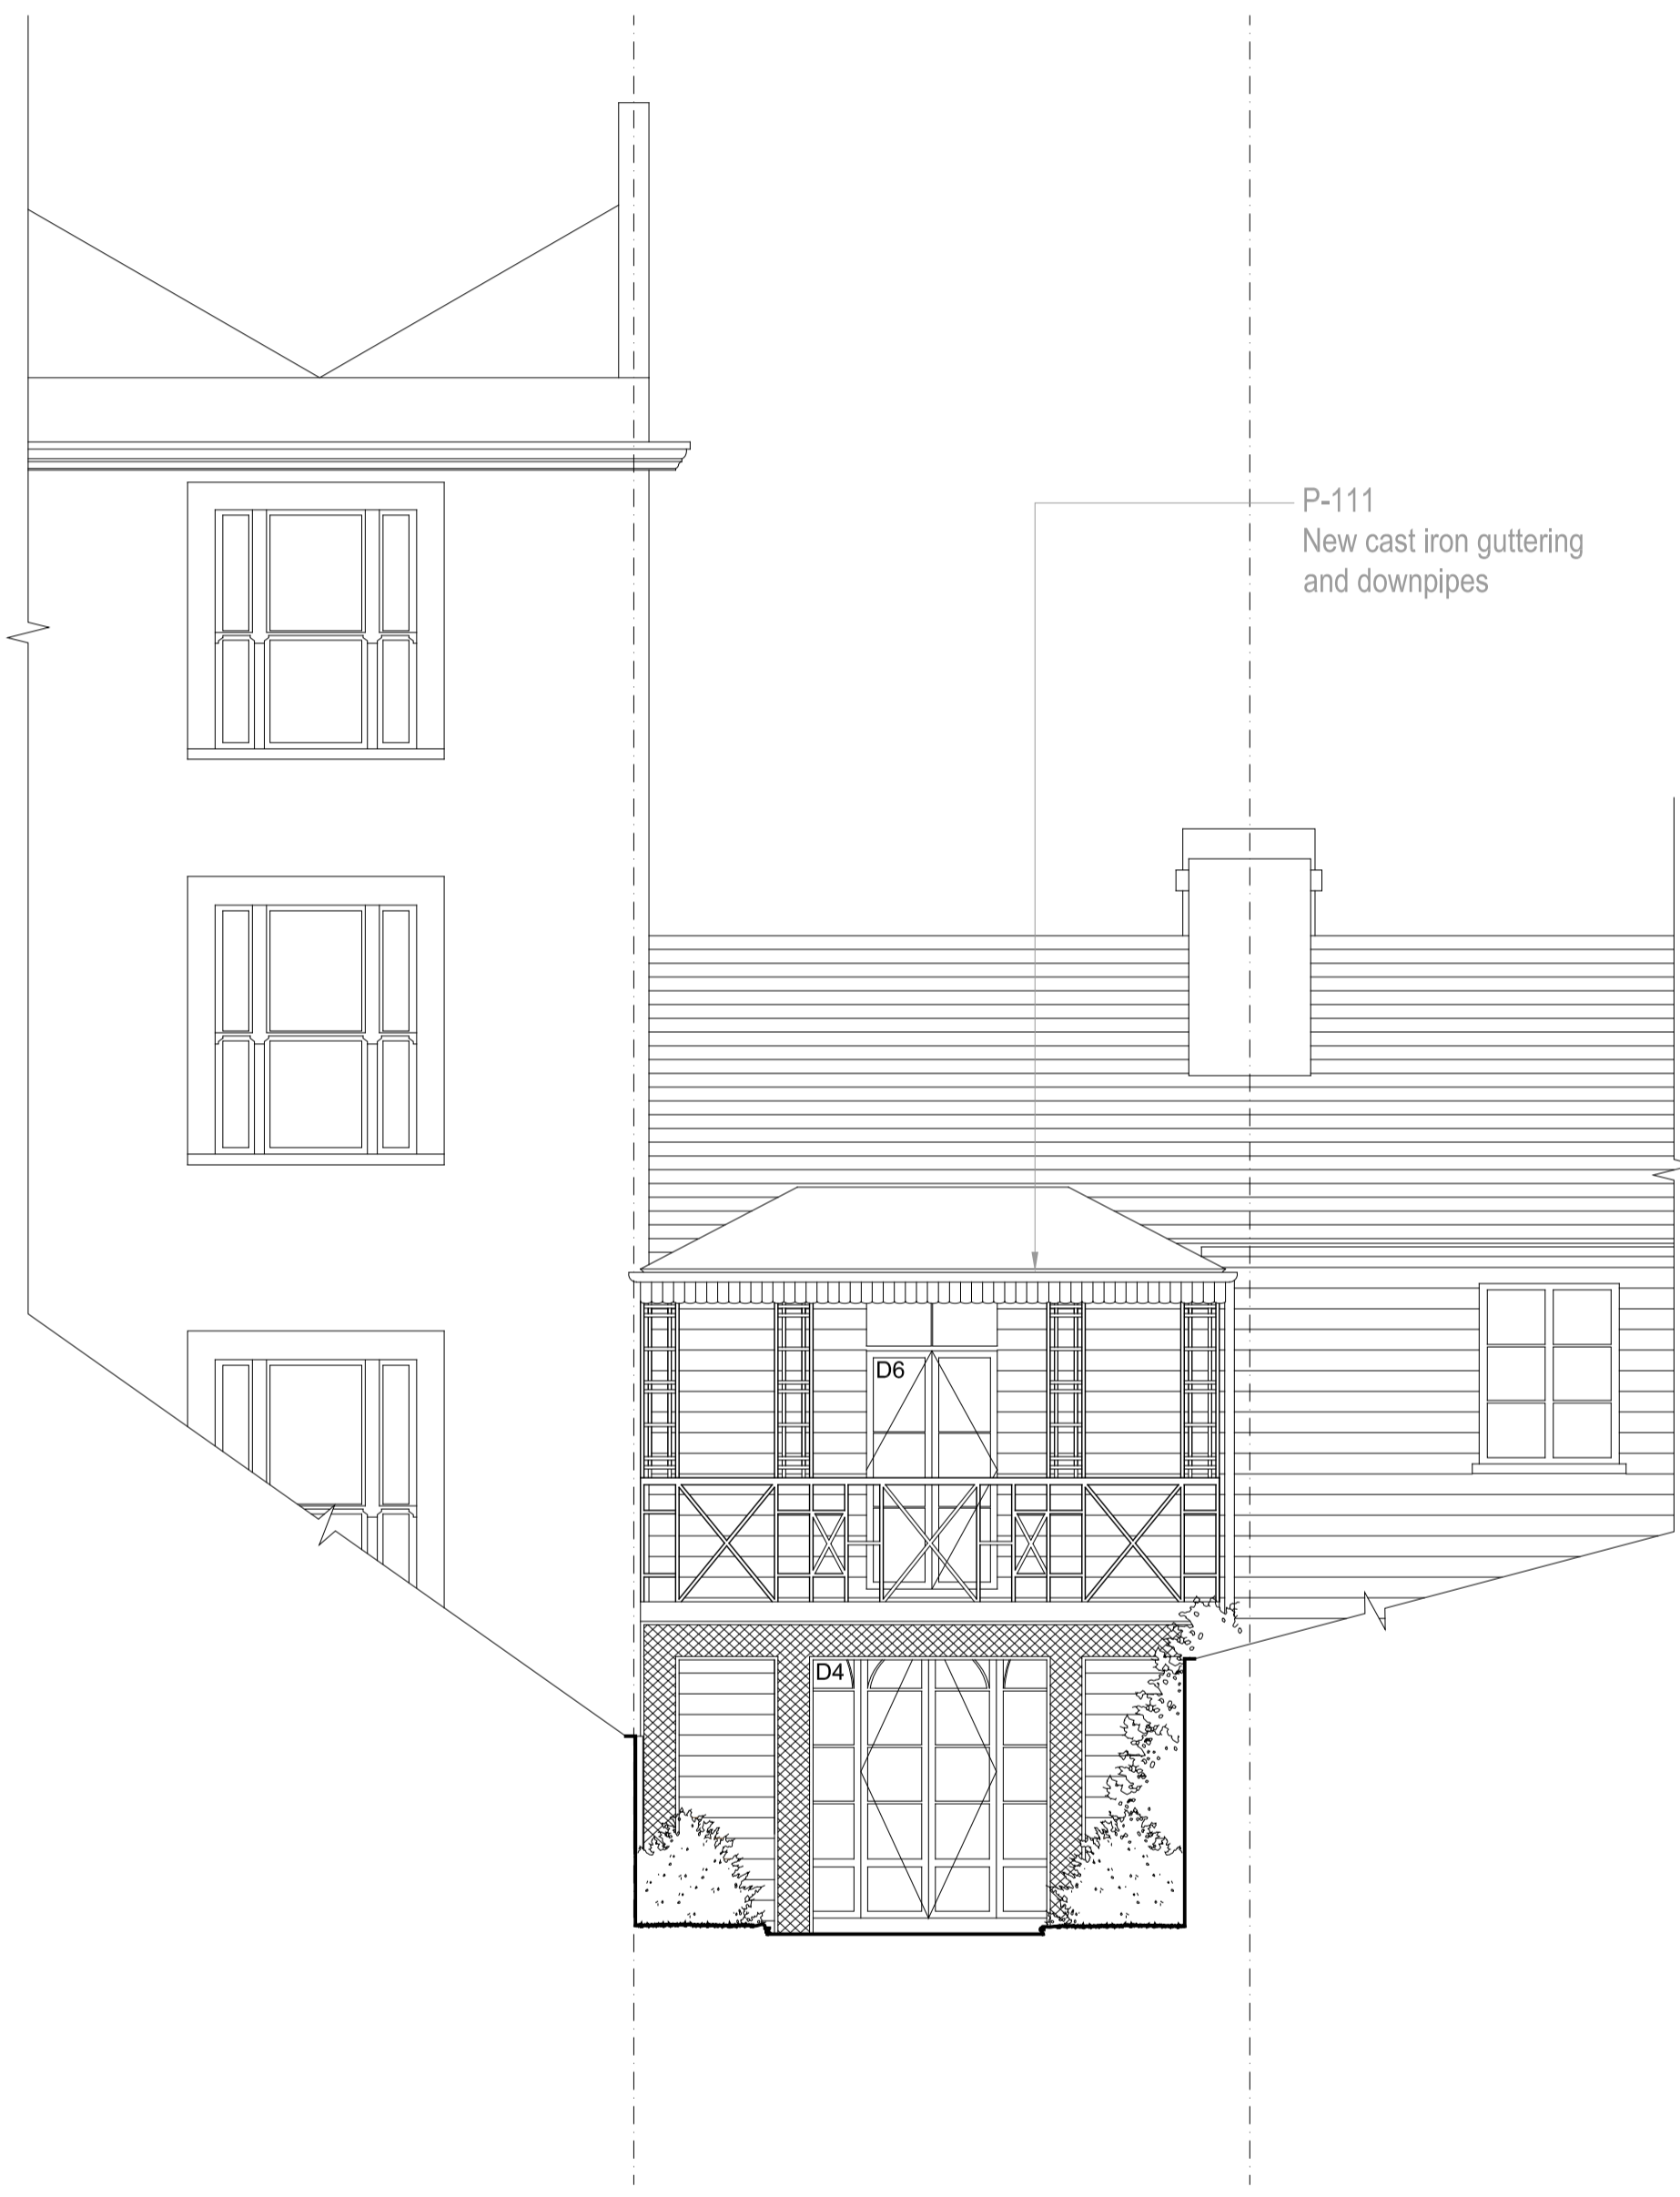 P-111
New cast iron guttering
and downpipes
D6
D4